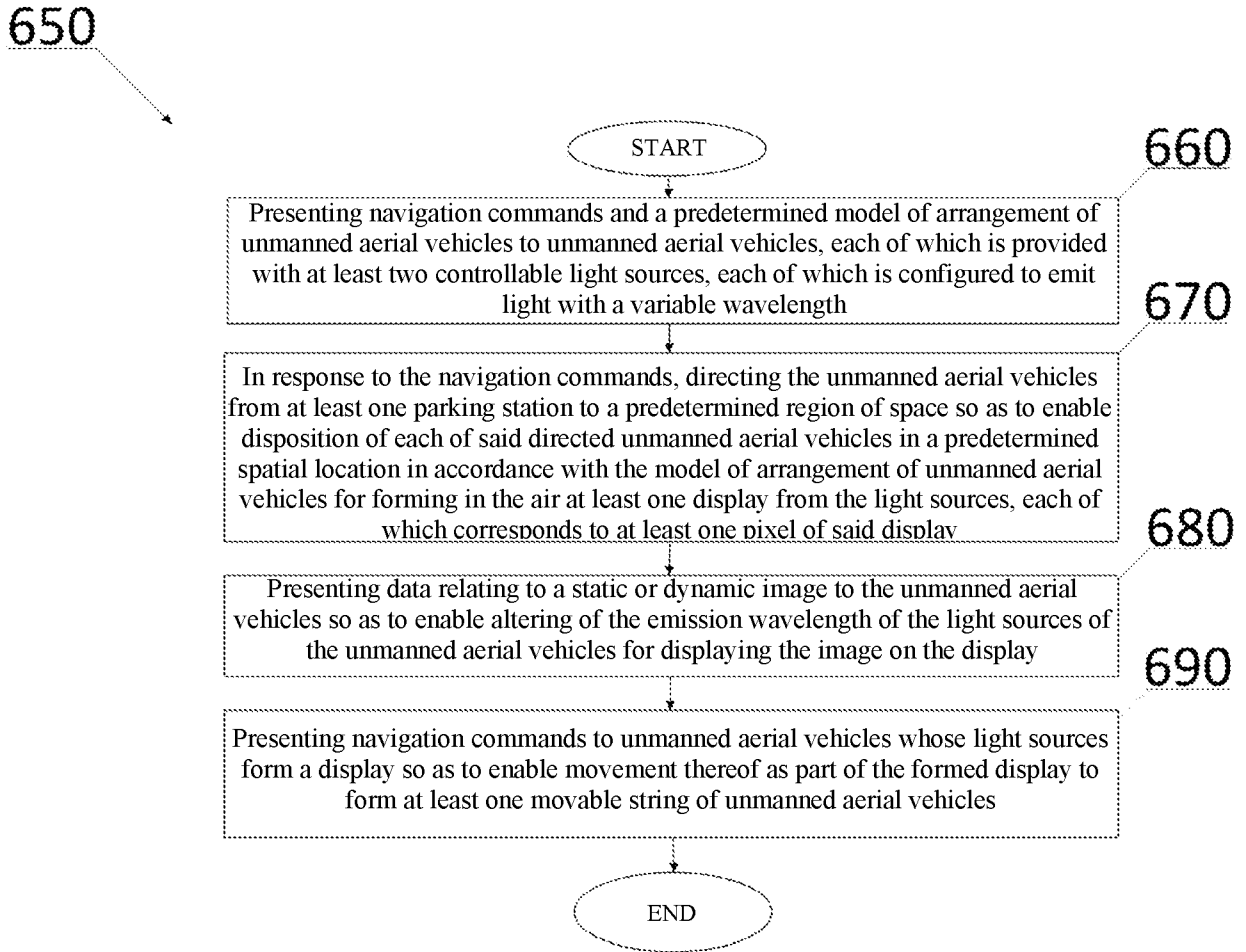 650
START
660
Presenting navigation commands and a predetermined model of arrangement of
unmanned aerial vehicles to unmanned aerial vehicles, each of which is provided
with at least two controllable light sources, each of which is configured to emit
light with a variable wavelength
670
In response to the navigation commands, directing the unmanned aerial vehicles
from at least one parking station to a predetermined region of space so as to enable
disposition of each of said directed unmanned aerial vehicles in a predetermined
spatial location in accordance with the model of arrangement of unmanned aerial
vehicles for forming in the air at least one display from the light sources, each of
which corresponds to at least one pixel of said display
680
Presenting data relating to a static or dynamic image to the unmanned aerial
vehicles so as to enable altering of the emission wavelength of the light sources of
the unmanned aerial vehicles for displaying the image on the display
690
Presenting navigation commands to unmanned aerial vehicles whose light sources
form a display so as to enable movement thereof as part of the formed display to
form at least one movable string of unmanned aerial vehicles
END